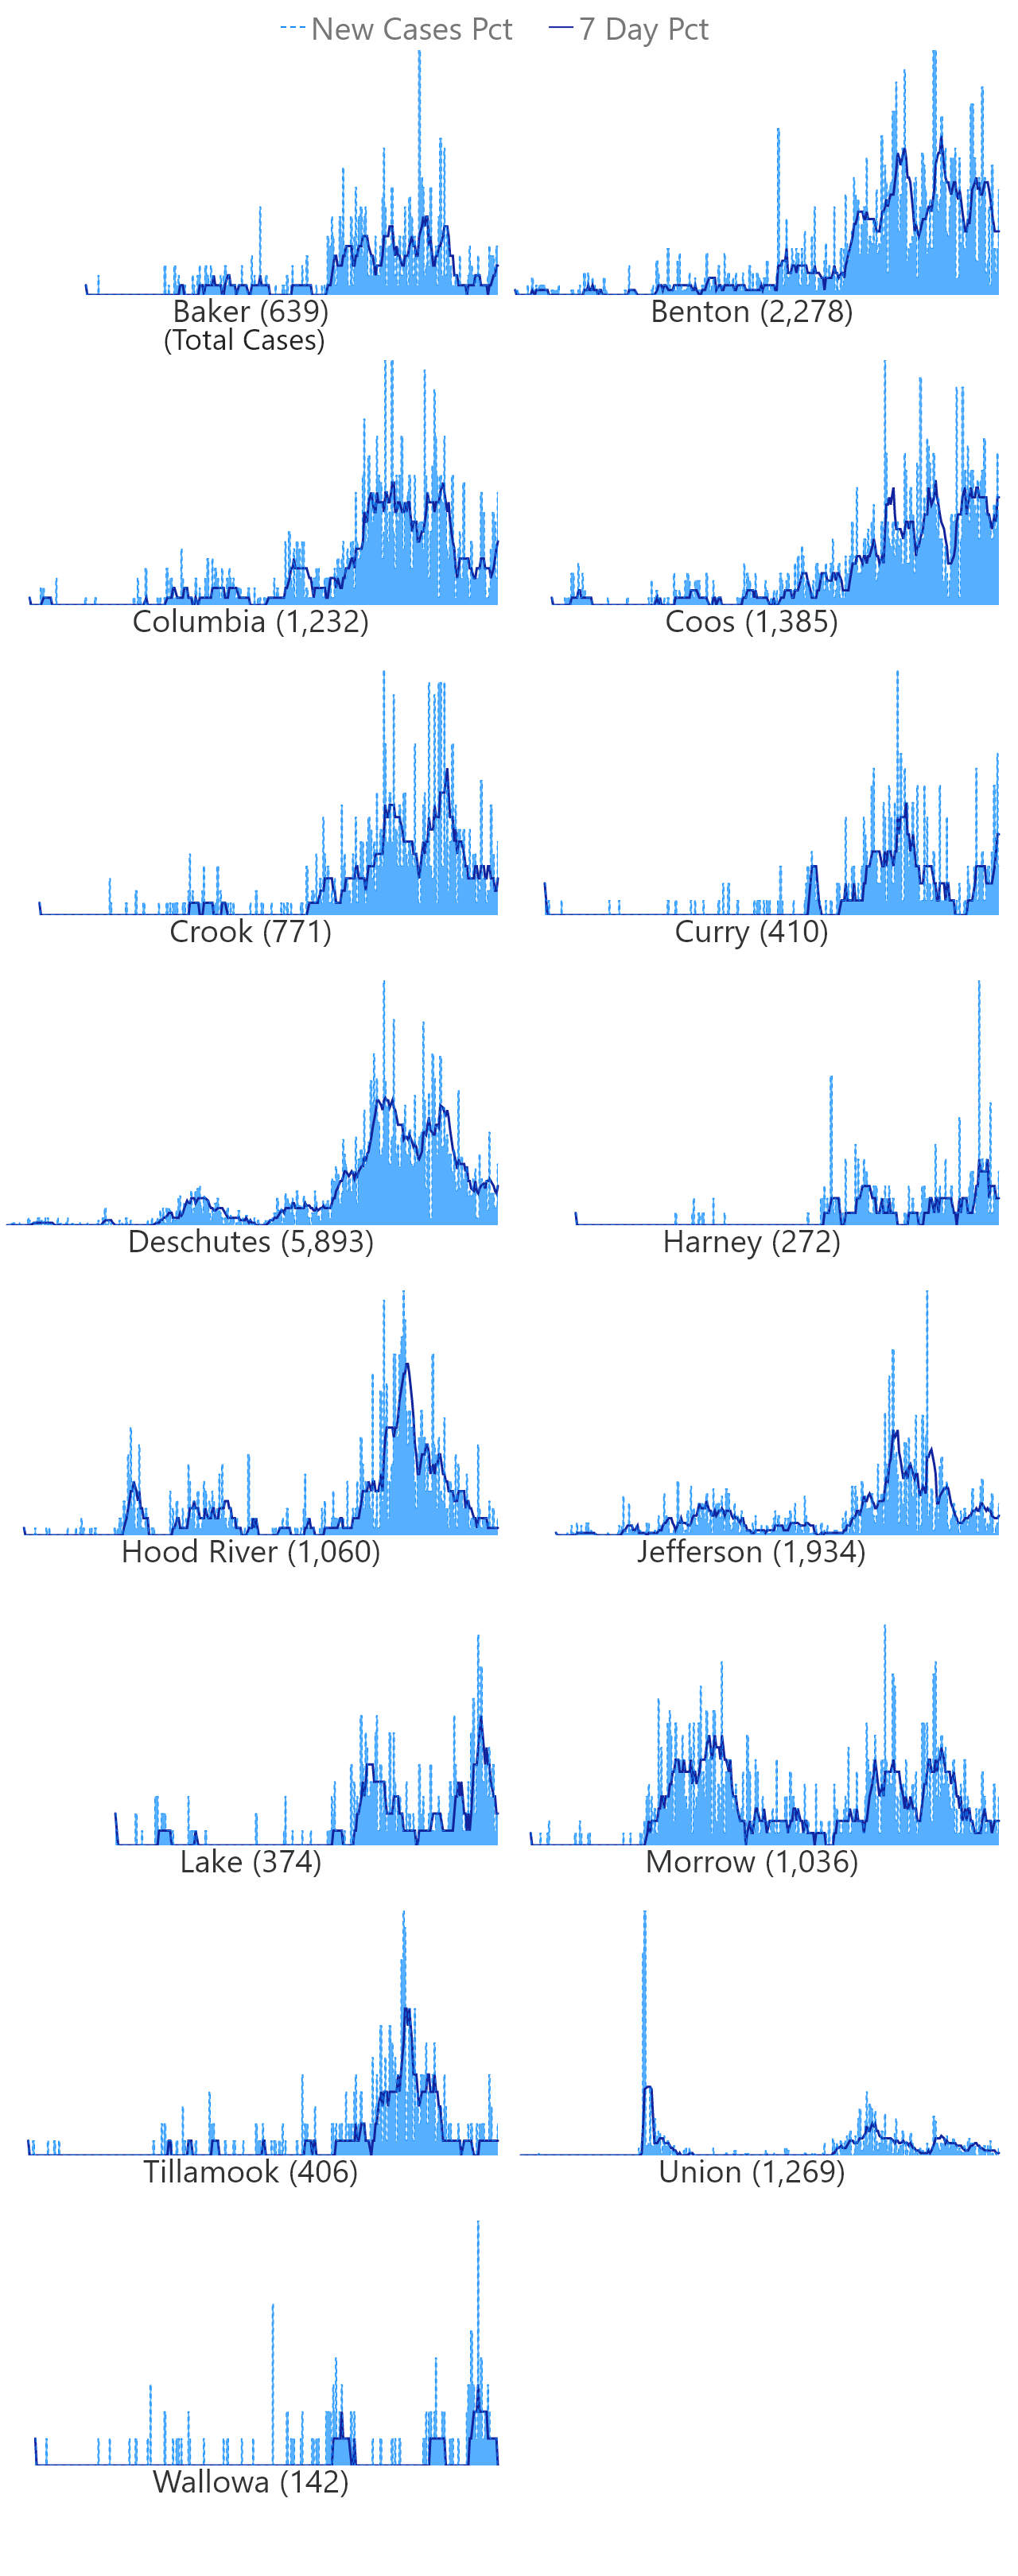 New Cases Pct 7 Day Pct
Baker (639) Benton (2,278)
(Total Cases)
Columbia (1,232) Coos (1,385)
Crook (771) Curry (410)
Deschutes (5,893) Harney (272)
Hood River (1,060) Jefferson (1,934)
Lake (374) Morrow (1,036)
Tillamook (406) Union (1,269)
Wallowa (142)